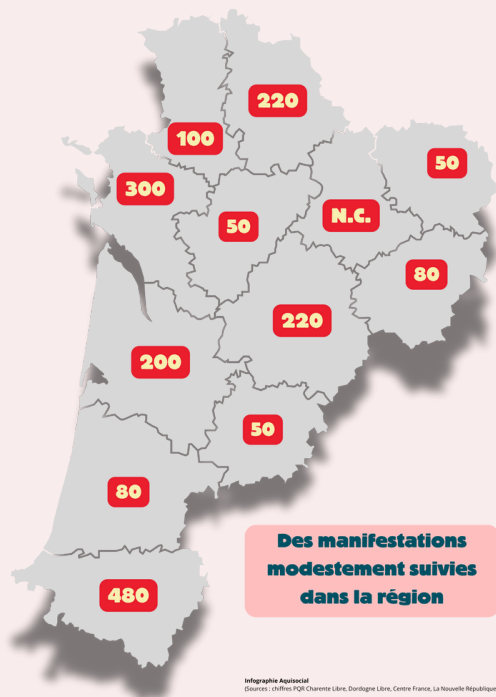 220
100
50
300
N.C.
50
80
220
200
50
80
Des manifestations
modestement suivies
dans la région
480
Infographie Aquisocial
(Sources : chiffres PQR Charente Libre, Dordogne Libre, Centre France, La Nouvelle République